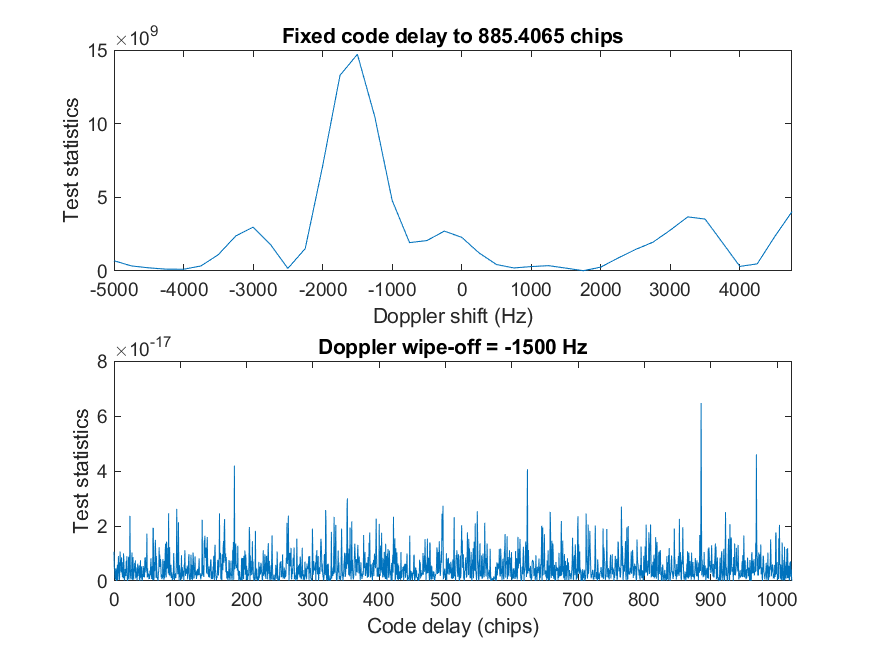 ×10^9
Fixed code delay to 885.4065 chips
15
10
5
0
Test statistics
-5000 -4000 -3000 -2000 -1000 0 1000 2000 3000 4000
Doppler shift (Hz)
×10^-17
Doppler wipe-off = -1500 Hz
8
6
4
2
0
Test statistics
0 100 200 300 400 500 600 700 800 900 1000
Code delay (chips)